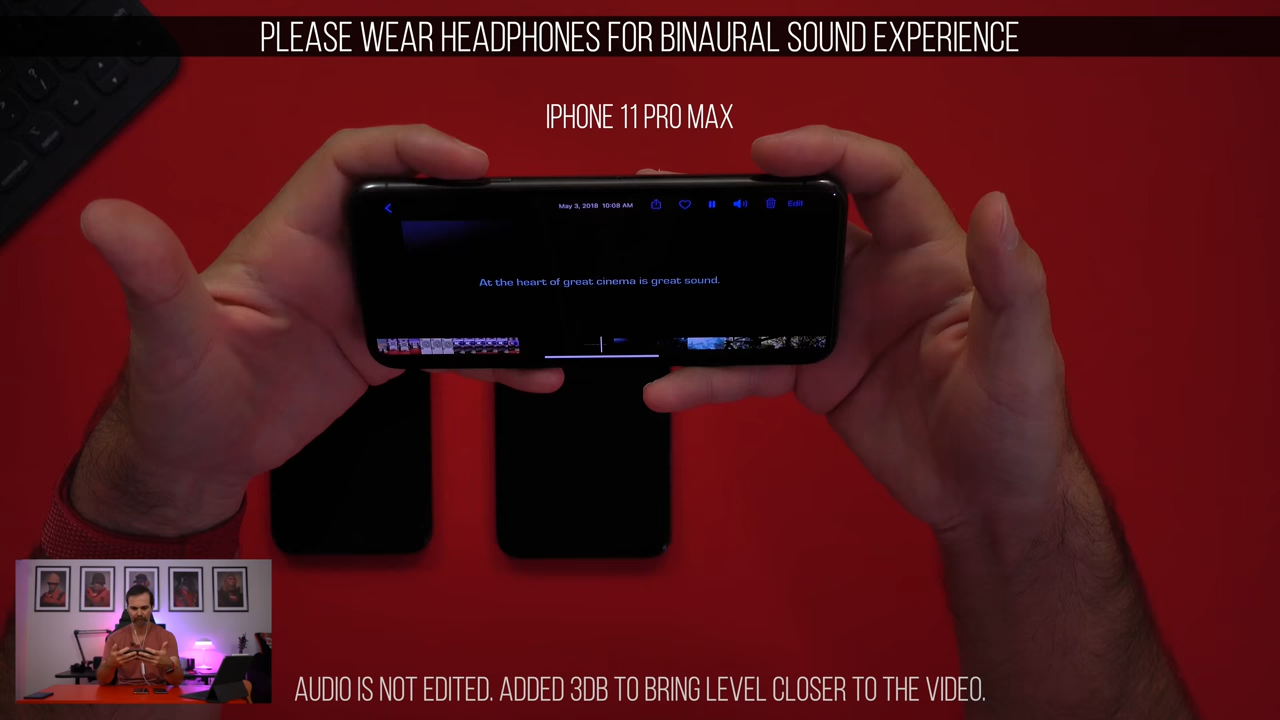 PLEASE WEAR HEADPHONES FOR BINAURAL SOUND EXPERIENCE
IPHONE 11 PRO MAX
May 3, 2018 10:08 AM
Edit
At the heart of great cinema is great sound.
AUDIO IS NOT EDITED. ADDED 3DB TO BRING LEVEL CLOSER TO THE VIDEO.